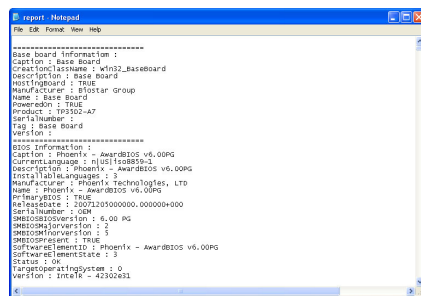 report - Notepad
File Edit Format View Help
==============================
Base board informatiom :
Caption : Base Board
CreationClassName : Win32_BaseBoard
Description : Base Board
HostingBoard : TRUE
Manufacturer : Biostar Group
Name : Base Board
PoweredOn : TRUE
Product : TP35D2-A7
SerialNumber :
Tag : Base Board
Version :
==============================
BIOS Information :
Caption : Phoenix - AwardBIOS v6.00PG
CurrentLanguage : n|US|iso8859-1
Description : Phoenix - AwardBIOS v6.00PG
InstallableLanguages : 3
Manufacturer : Phoenix Technologies, LTD
Name : Phoenix - AwardBIOS v6.00PG
PrimaryBIOS : TRUE
ReleaseDate : 20071205000000.000000+000
SerialNumber : OEM
SMBIOSBIOSVersion : 6.00 PG
SMBIOSMajorVersion : 2
SMBIOSMinorVersion : 5
SMBIOSPresent : TRUE
SoftwareElementID : Phoenix - AwardBIOS v6.00PG
SoftwareElementState : 3
Status : OK
TargetOperatingSystem : 0
Version : IntelR - 42302e31